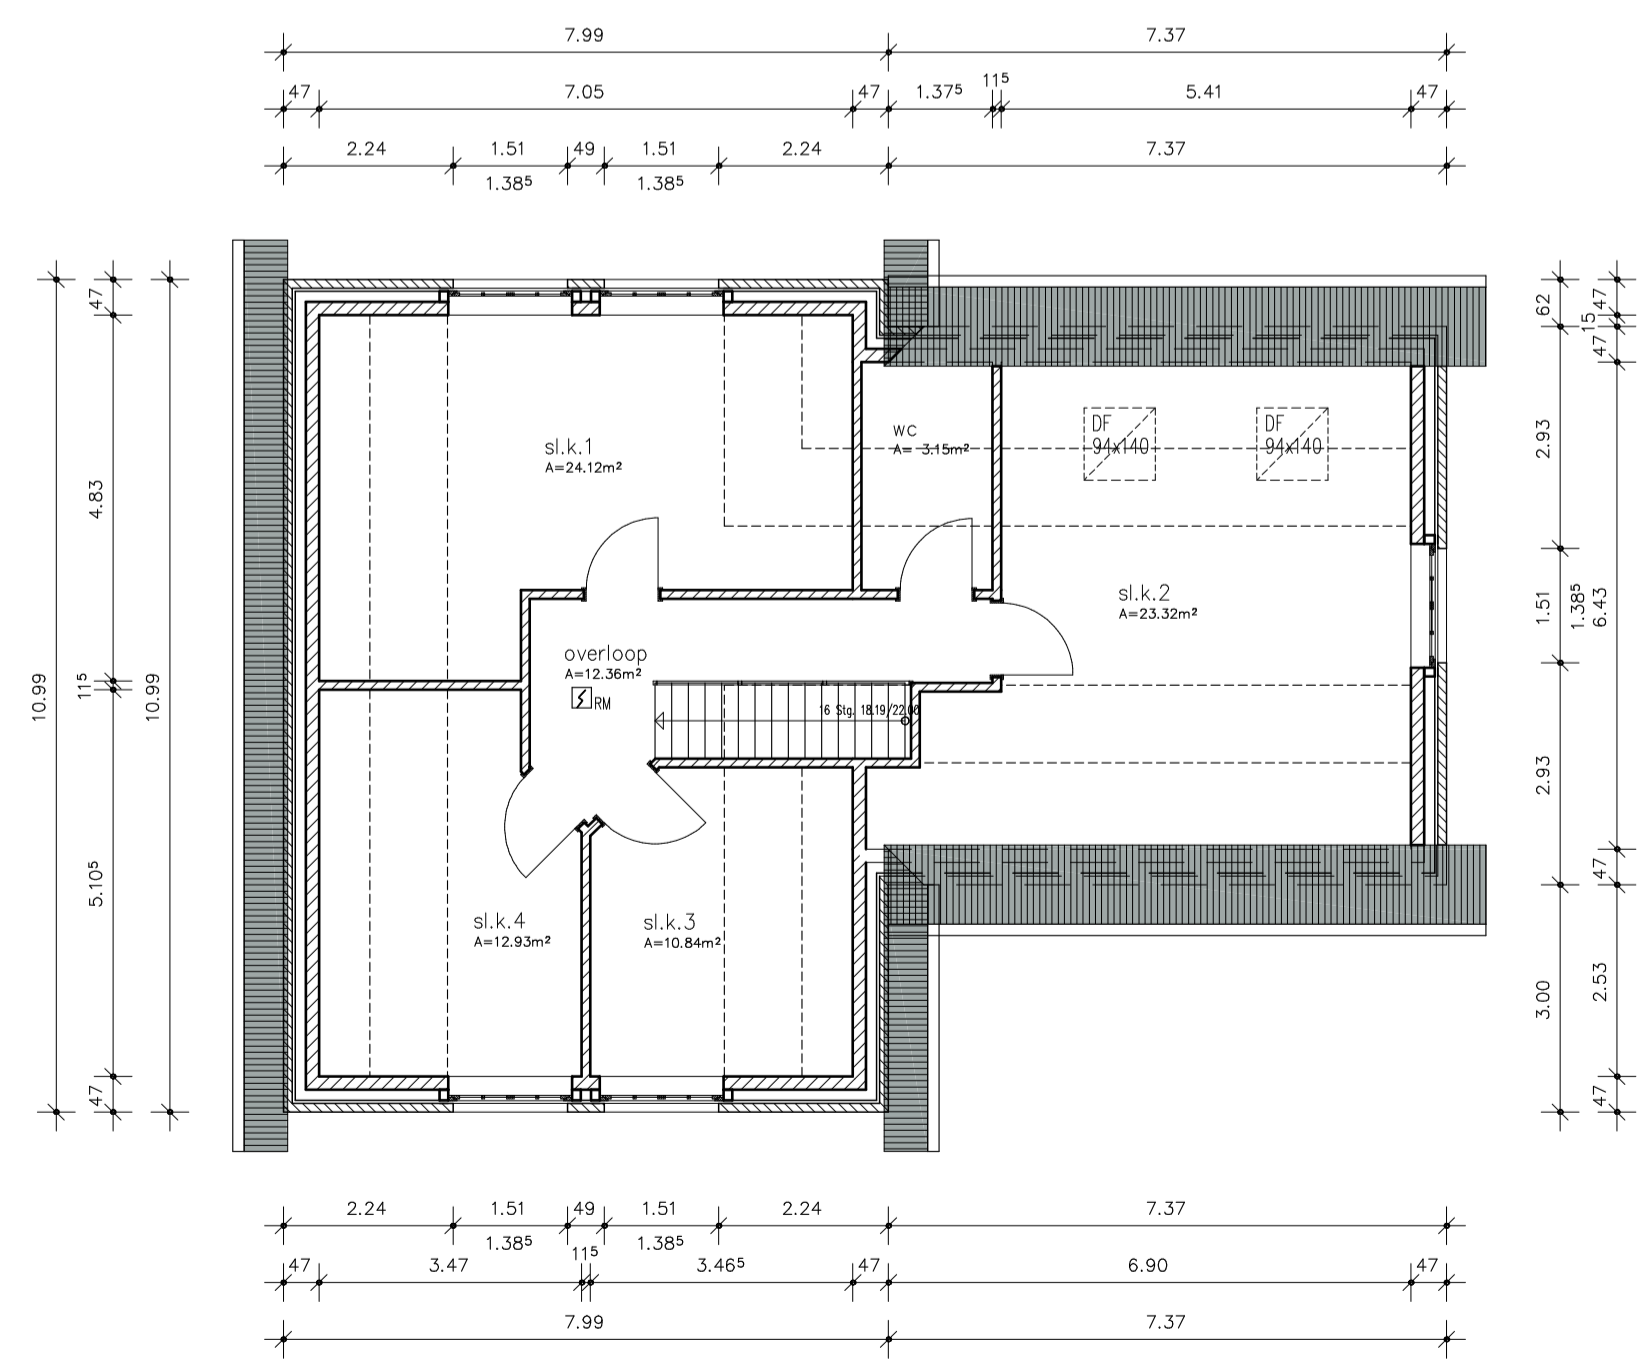 7.99 7.37
47 7.05 47 1.37⁵ 11⁵ 5.41 47
2.24 1.51 49 1.51 2.24 7.37
1.38⁵ 1.38⁵
10.99
47
4.83
11⁵
5.10⁵
47
10.99
sl.k.1
A=24.12m²
WC
A= 3.15m²
DF
94x140
DF
94x140
sl.k.2
A=23.32m²
overloop
A=12.36m²
RM
16 Stg. 18.19/22.00
sl.k.4
A=12.93m²
sl.k.3
A=10.84m²
62
2.93
1.51
1.38⁵
2.93
3.00
47
15
47
6.43
47
2.53
47
2.24 1.51 49 1.51 2.24 7.37
1.38⁵ 1.38⁵
47 3.47 11⁵ 3.46⁵ 47 6.90 47
7.99 7.37